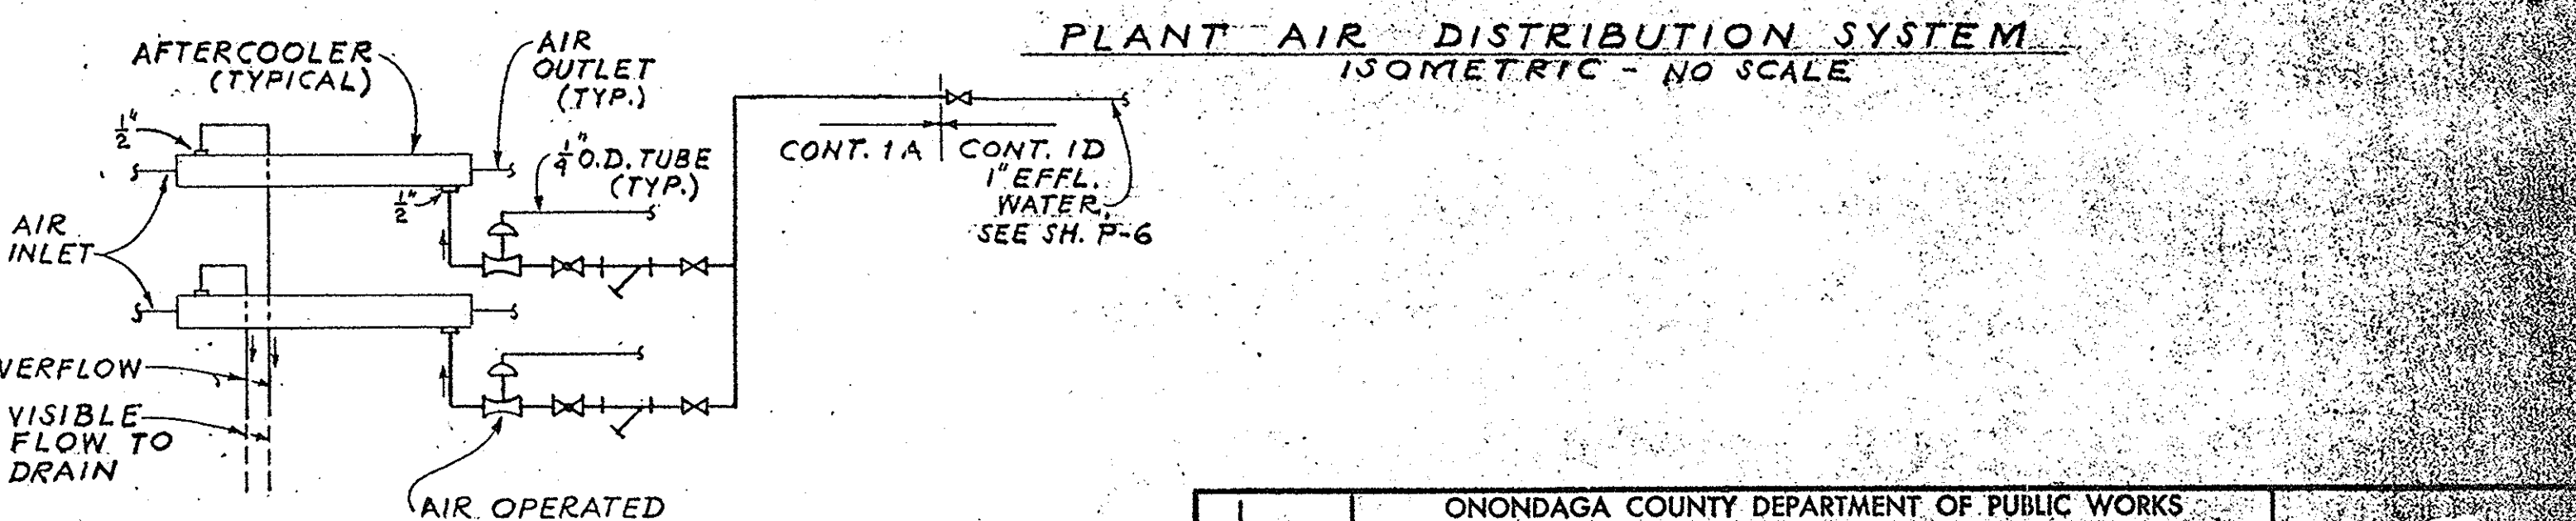 PLANT AIR DISTRIBUTION SYSTEM
ISOMETRIC - NO SCALE
AFTERCOOLER
(TYPICAL)
AIR
OUTLET
(TYP.)
1/2"
1/4" O.D. TUBE
(TYP.)
CONT. 1A
CONT. 1D
1" EFFL.
WATER,
SEE SH. P-6
1/2"
AIR
INLET
VERFLOW
VISIBLE
FLOW TO
DRAIN
AIR OPERATED
ONONDAGA COUNTY DEPARTMENT OF PUBLIC WORKS